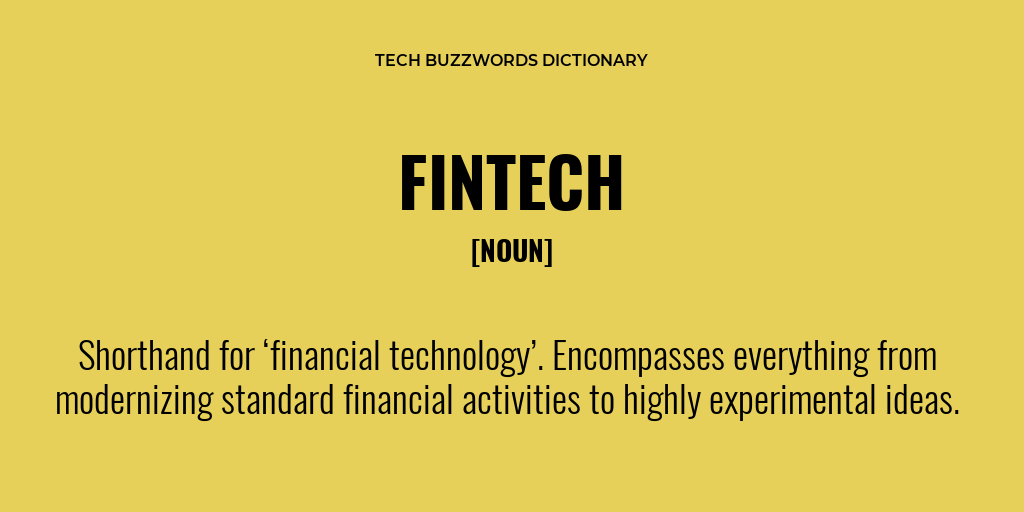 TECH BUZZWORDS DICTIONARY
FINTECH
[NOUN]
Shorthand for ‘financial technology’. Encompasses everything from
modernizing standard financial activities to highly experimental ideas.